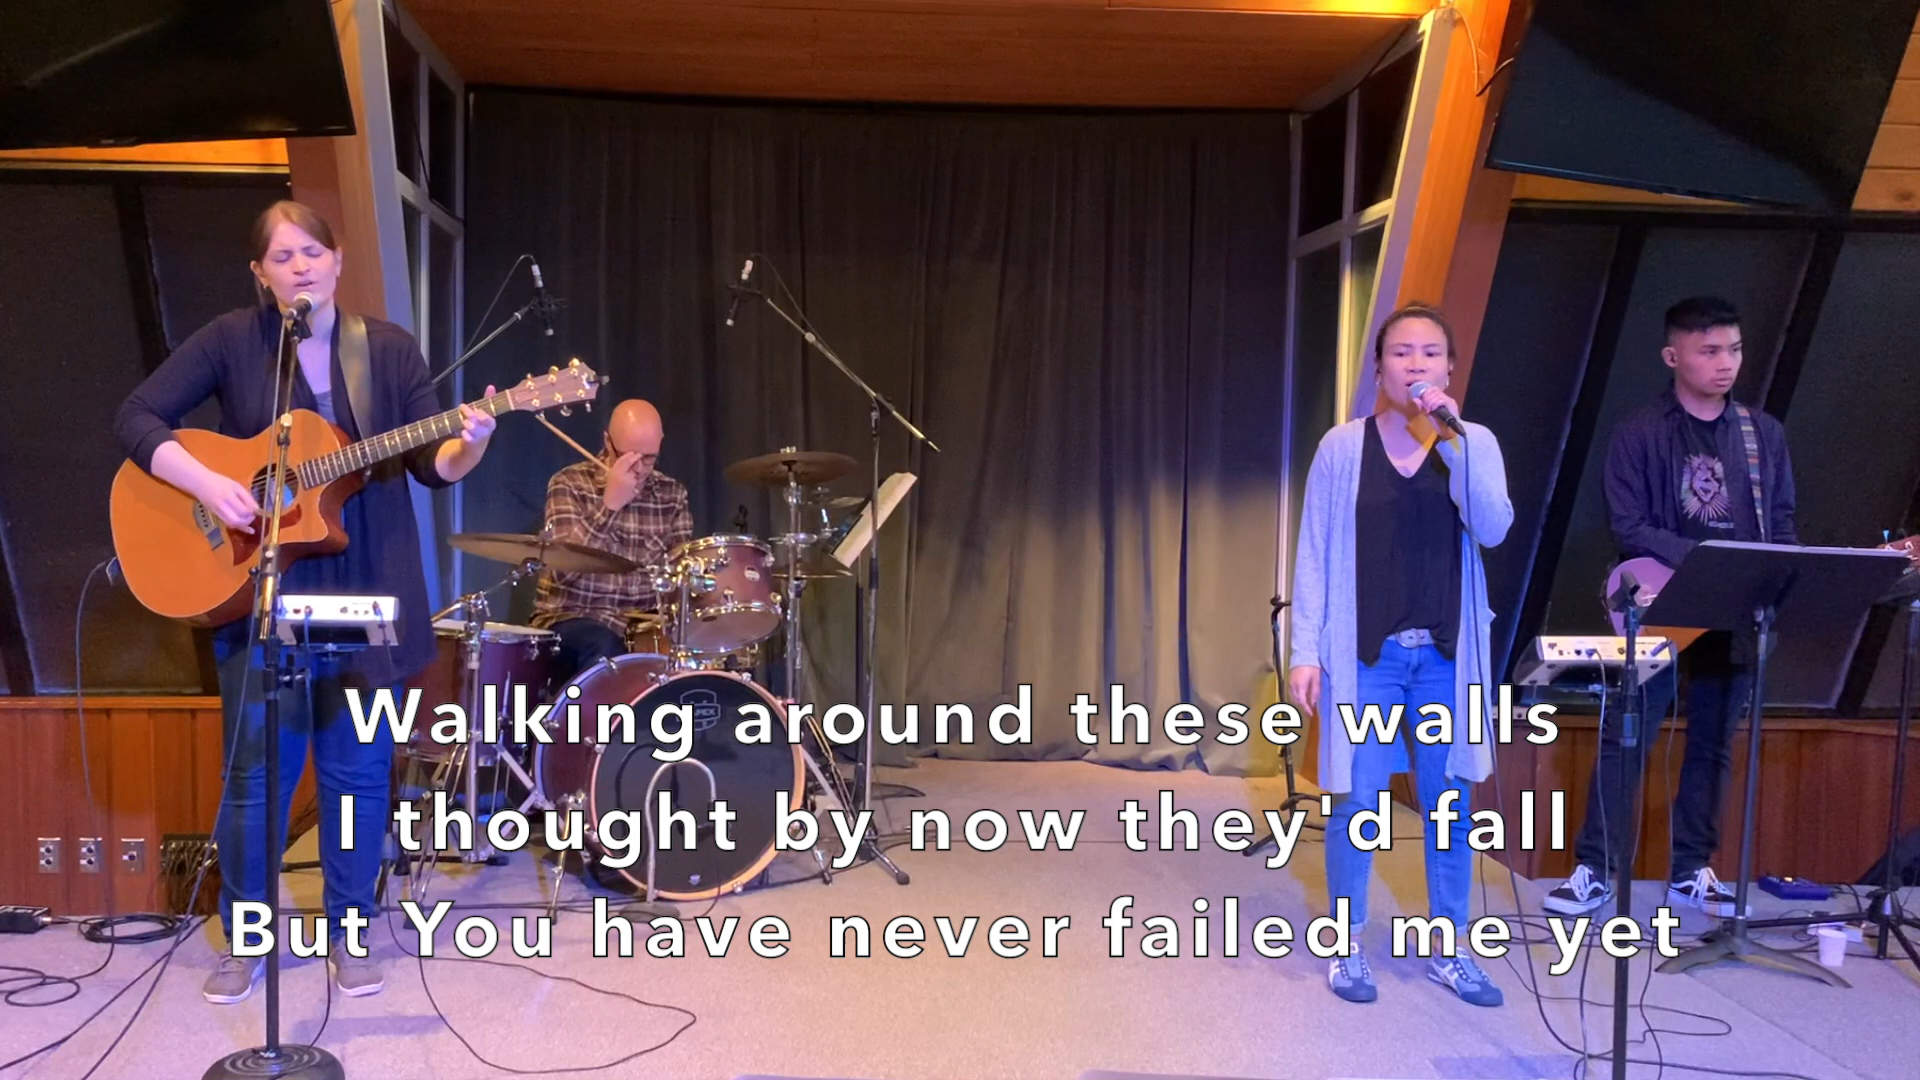 Walking around these walls
I thought by now they'd fall
But You have never failed me yet